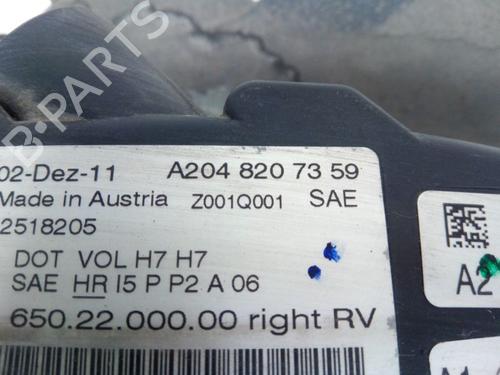 02-Dez-11 A204 820 73 59
Made in Austria Z001Q001 SAE
2518205
DOT VOL H7 H7
SAE HR I5 P P2 A 06
650.22.000.00 right RV
A2
B-PARTS